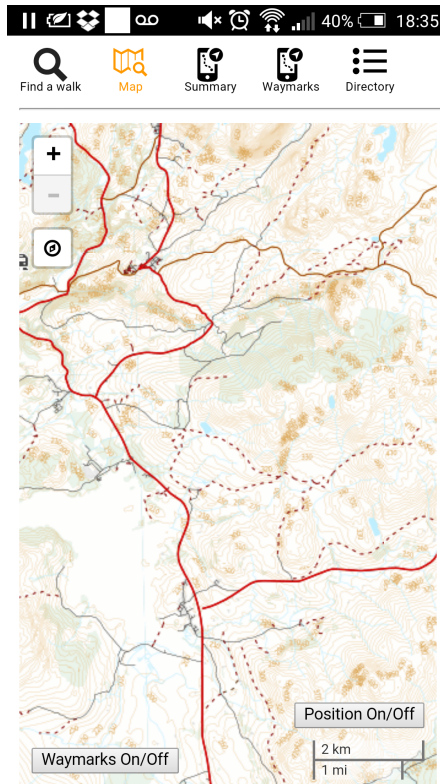 40% 18:35
Find a walk Map Summary Waymarks Directory
+
−
Position On/Off
Waymarks On/Off
2 km
1 mi